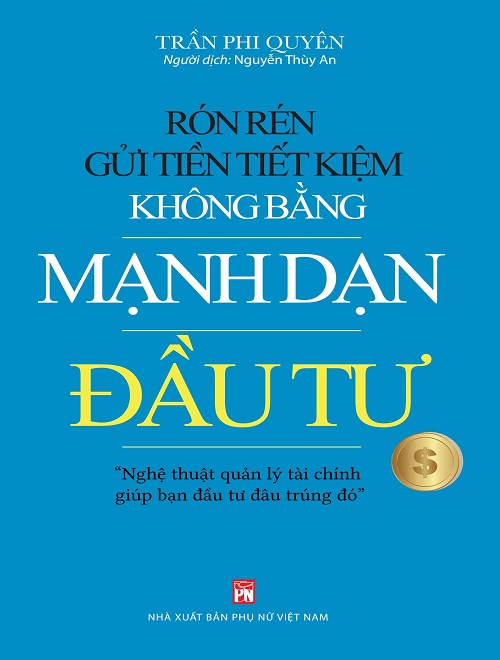 TRẦN PHI QUYÊN
Người dịch: Nguyễn Thùy An
RÓN RÉN
GỬI TIỀN TIẾT KIỆM
KHÔNG BẰNG
MẠNH DẠN
ĐẦU TƯ
$
“Nghệ thuật quản lý tài chính
giúp bạn đầu tư đâu trúng đó”
PN
NHÀ XUẤT BẢN PHỤ NỮ VIỆT NAM